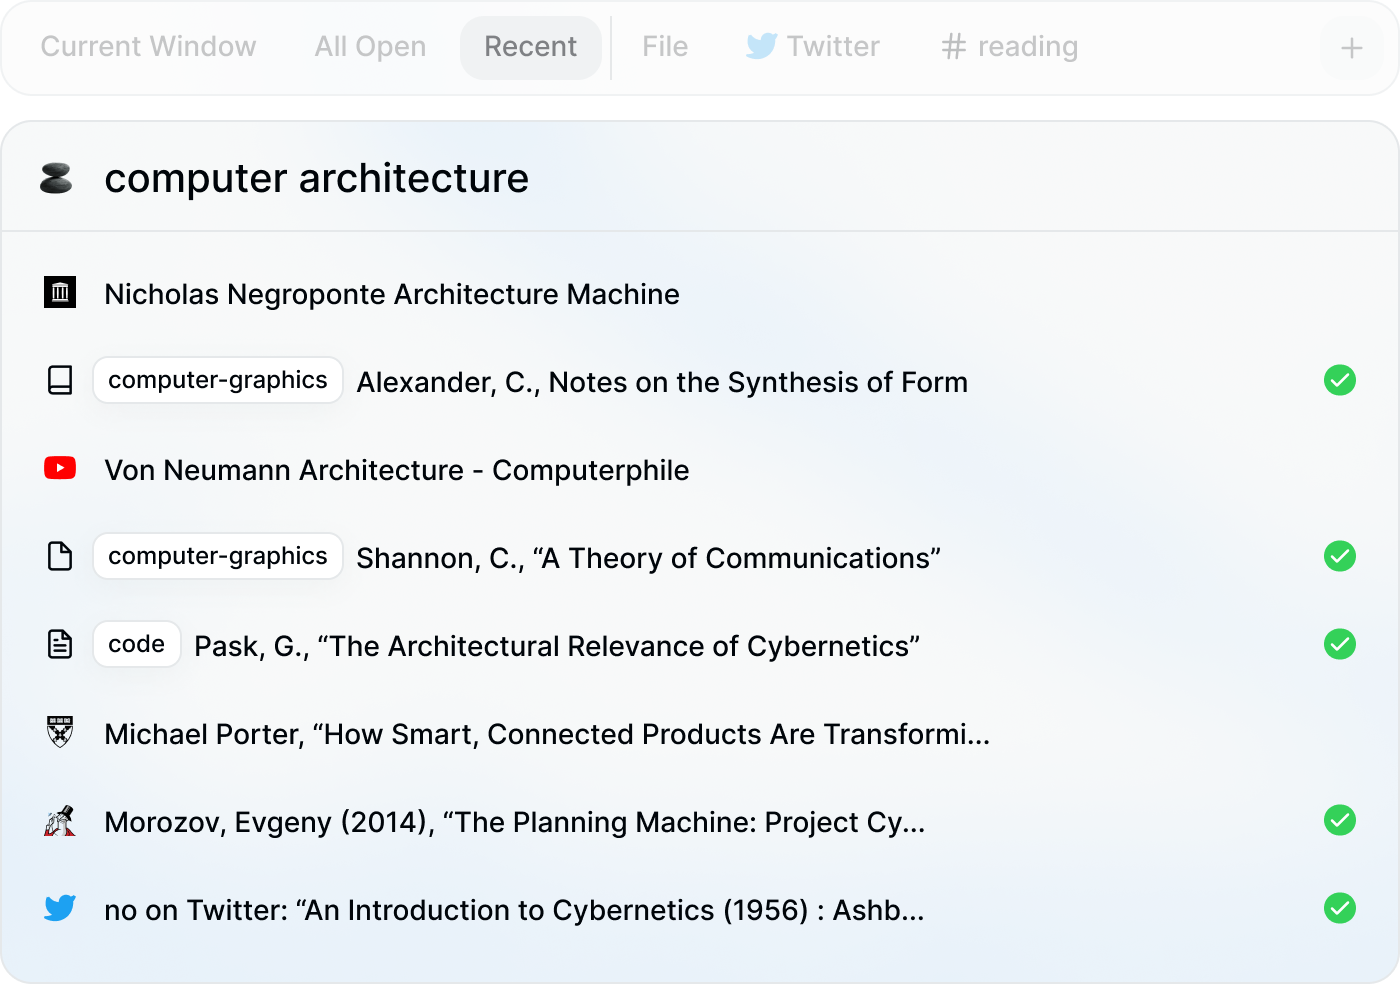 Current Window All Open Recent File Twitter # reading +
computer architecture
Nicholas Negroponte Architecture Machine
computer-graphics Alexander, C., Notes on the Synthesis of Form
Von Neumann Architecture - Computerphile
computer-graphics Shannon, C., “A Theory of Communications”
code Pask, G., “The Architectural Relevance of Cybernetics”
Michael Porter, “How Smart, Connected Products Are Transformi...
Morozov, Evgeny (2014), “The Planning Machine: Project Cy...
no on Twitter: “An Introduction to Cybernetics (1956) : Ashb...